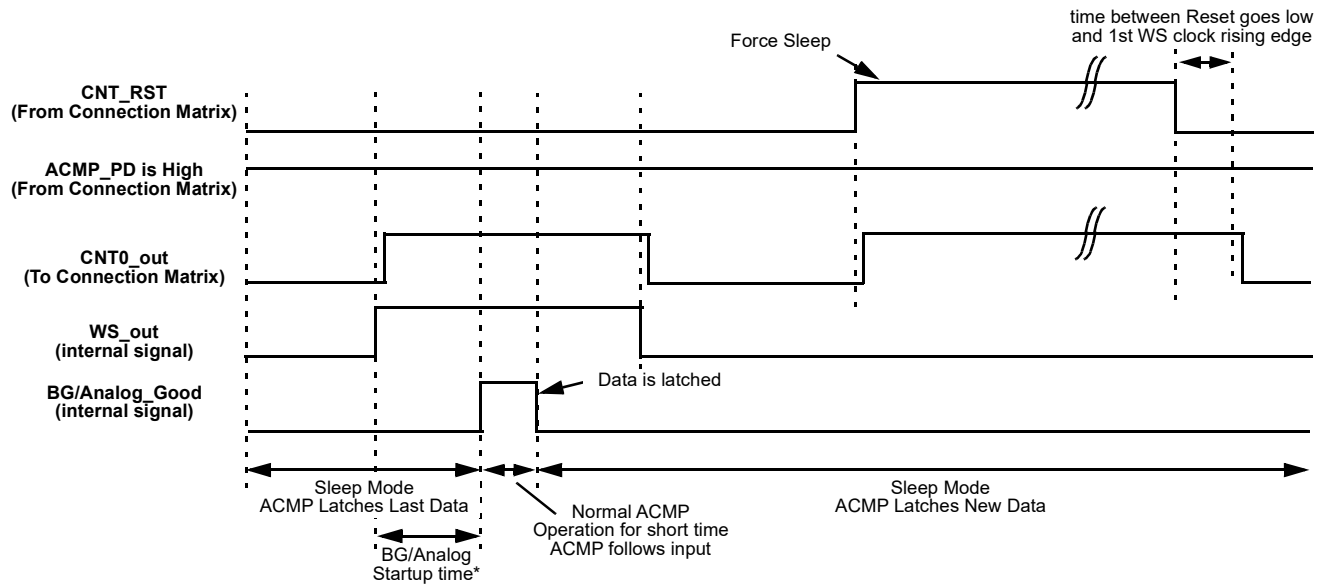 time between Reset goes low
and 1st WS clock rising edge
Force Sleep
CNT_RST
(From Connection Matrix)
ACMP_PD is High
(From Connection Matrix)
CNT0_out
(To Connection Matrix)
WS_out
(internal signal)
BG/Analog_Good
(internal signal)
Data is latched
Sleep Mode
ACMP Latches Last Data
Normal ACMP
Operation for short time
ACMP follows input
Sleep Mode
ACMP Latches New Data
BG/Analog
Startup time*